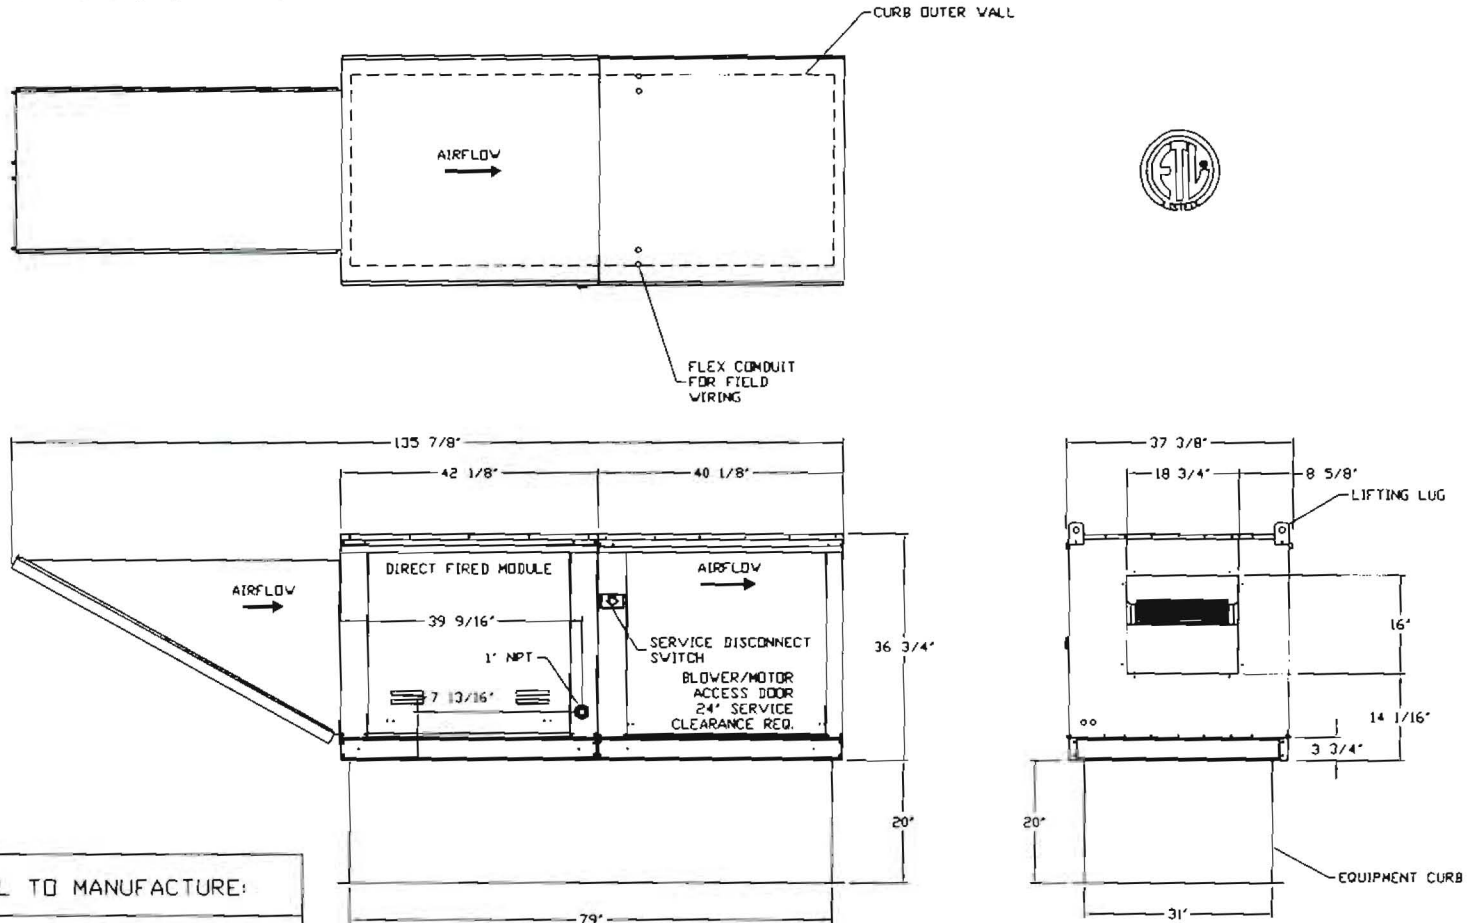 CURB OUTER WALL
AIRFLOW
ETL
LISTED
FLEX CONDUIT
FOR FIELD
WIRING
135 7/8"
42 1/8"
40 1/8"
37 3/8"
18 3/4"
8 5/8"
LIFTING LUG
DIRECT FIRED MODULE
AIRFLOW
AIRFLOW
39 9/16"
SERVICE DISCONNECT
SWITCH
1" NPT
BLOWER/MOTOR
ACCESS DOOR
24" SERVICE
CLEARANCE REQ.
7 13/16"
36 3/4"
16"
14 1/16"
3 3/4"
20"
20"
L TO MANUFACTURE:
EQUIPMENT CURB
79"
31"